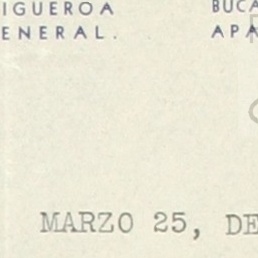 IGUEROA BUCA
ENERAL. APA
MARZO 25, DE